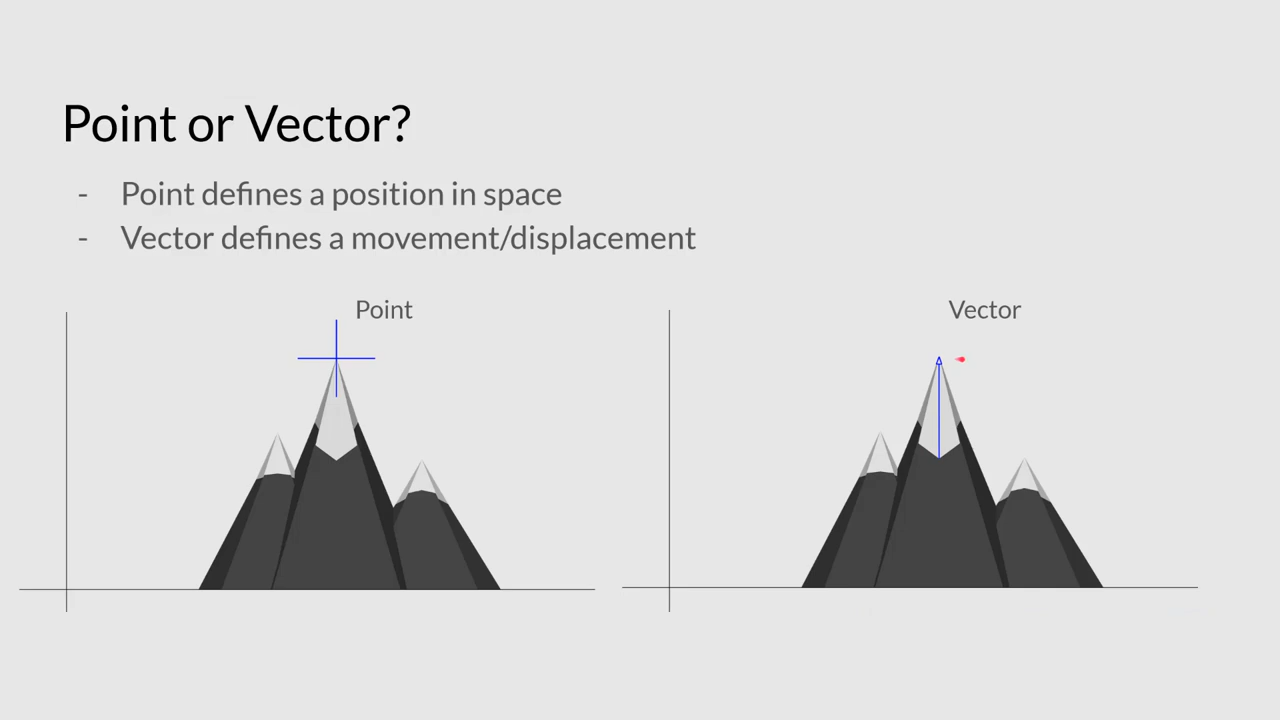 Point or Vector?
- Point defines a position in space
- Vector defines a movement/displacement
Point
Vector